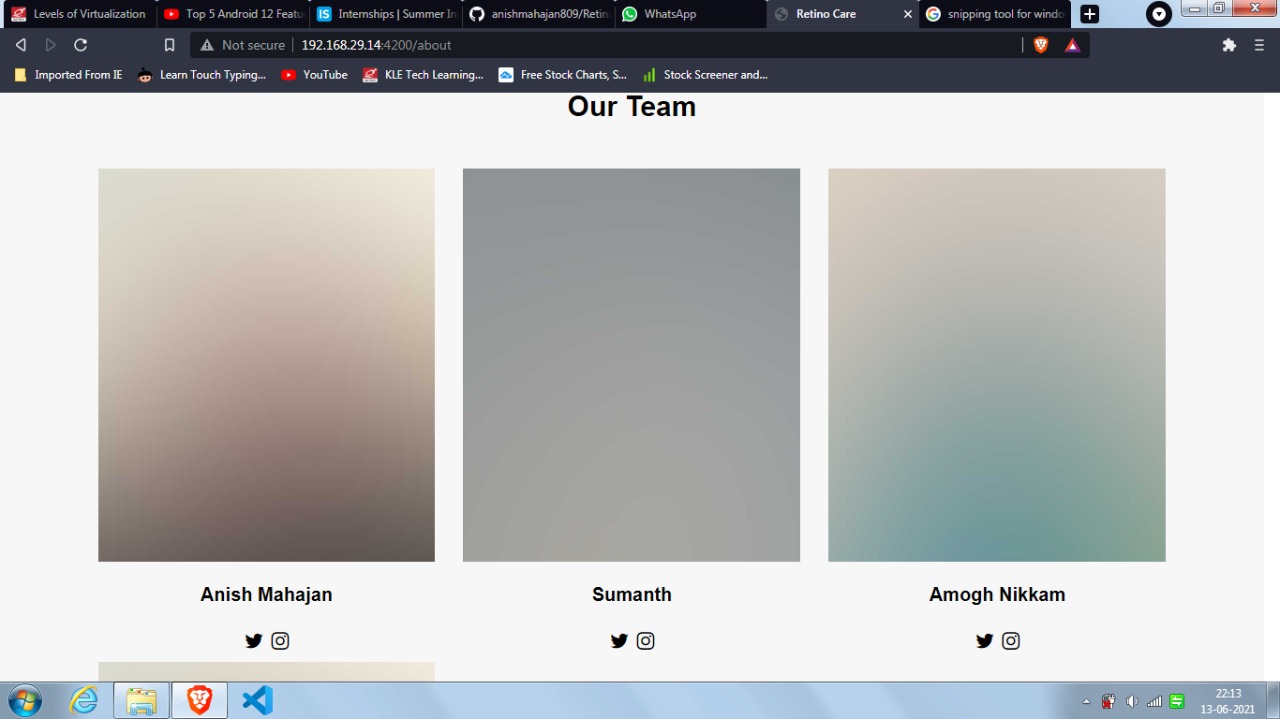 Levels of Virtualization
Top 5 Android 12 Featu
Internships | Summer In
anishmahajan809/Retin
WhatsApp
Retino Care
snipping tool for windo
Not secure
192.168.29.14:4200/about
Imported From IE
Learn Touch Typing...
YouTube
KLE Tech Learning...
Free Stock Charts, S...
Stock Screener and...
Our Team
Anish Mahajan
Sumanth
Amogh Nikkam
22:13
13-06-2021